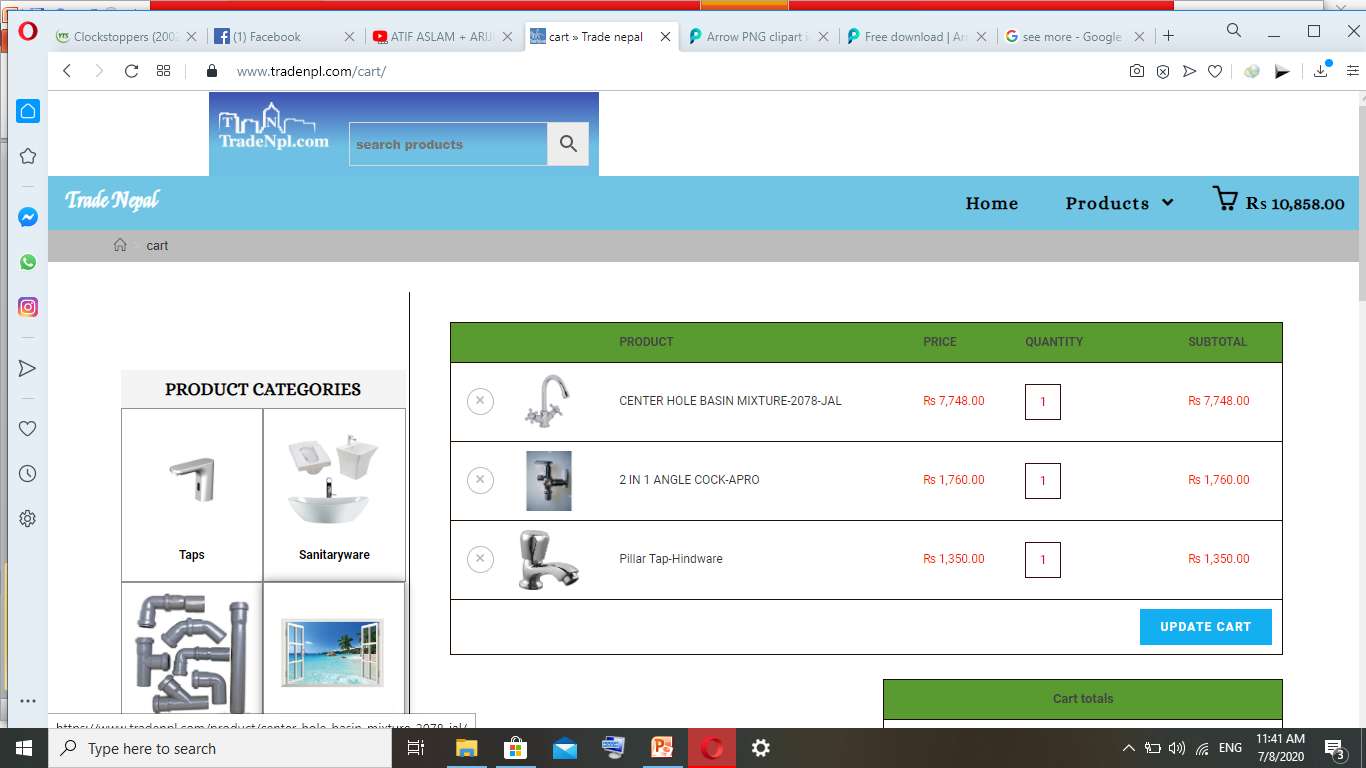 Clockstoppers (2002
(1) Facebook
ATIF ASLAM + ARIJ
cart » Trade nepal
Arrow PNG clipart i
Free download | Arr
see more - Google
www.tradenpl.com/cart/
T N
TradeNpl.com
search products
Trade Nepal
Home
Products
Rs 10,858.00
cart
PRODUCT PRICE QUANTITY SUBTOTAL
CENTER HOLE BASIN MIXTURE-2078-JAL Rs 7,748.00 1 Rs 7,748.00
2 IN 1 ANGLE COCK-APRO Rs 1,760.00 1 Rs 1,760.00
Pillar Tap-Hindware Rs 1,350.00 1 Rs 1,350.00
UPDATE CART
Cart totals
PRODUCT CATEGORIES
Taps
Sanitaryware
https://www.tradenpl.com/product/center-hole-basin-mixture-2078-jal/
Type here to search
ENG
11:41 AM
7/8/2020
3